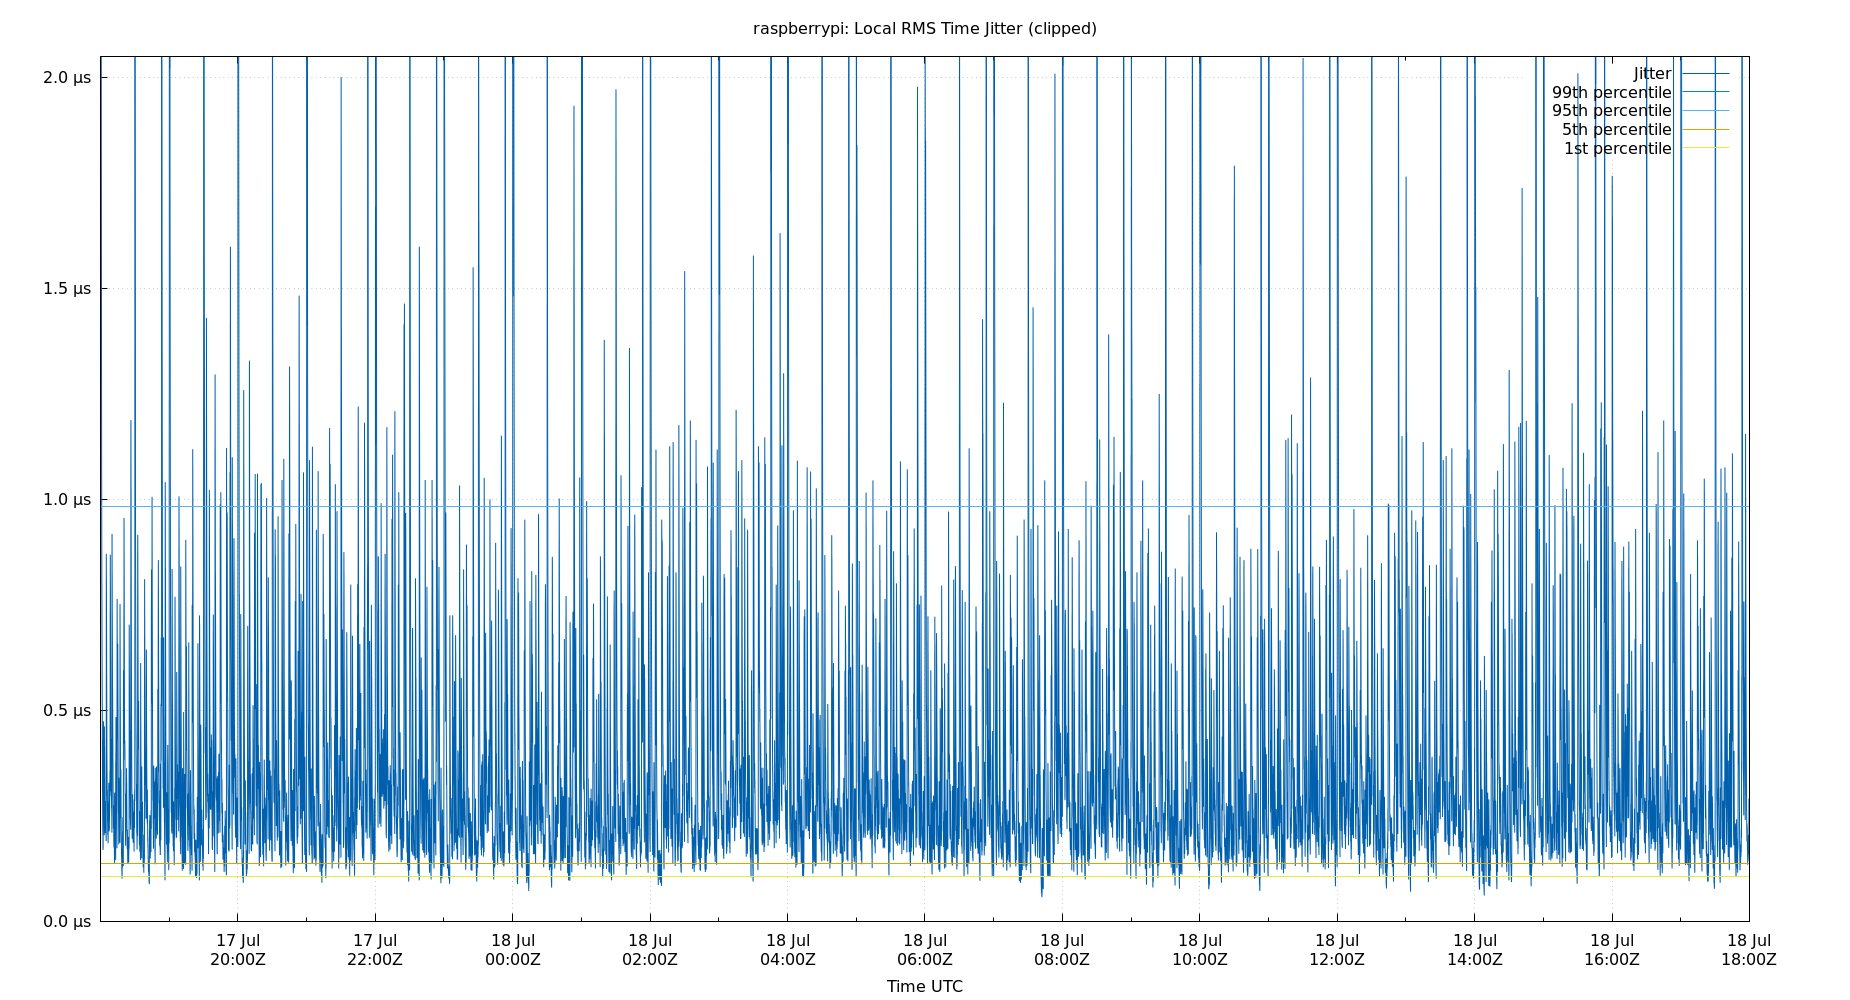 raspberrypi: Local RMS Time Jitter (clipped)
2.0 μs
1.5 μs
1.0 μs
0.5 μs
0.0 μs
Jitter
99th percentile
95th percentile
5th percentile
1st percentile
17 Jul 17 Jul 18 Jul 18 Jul 18 Jul 18 Jul 18 Jul 18 Jul 18 Jul 18 Jul 18 Jul 18 Jul
20:00Z 22:00Z 00:00Z 02:00Z 04:00Z 06:00Z 08:00Z 10:00Z 12:00Z 14:00Z 16:00Z 18:00Z
Time UTC